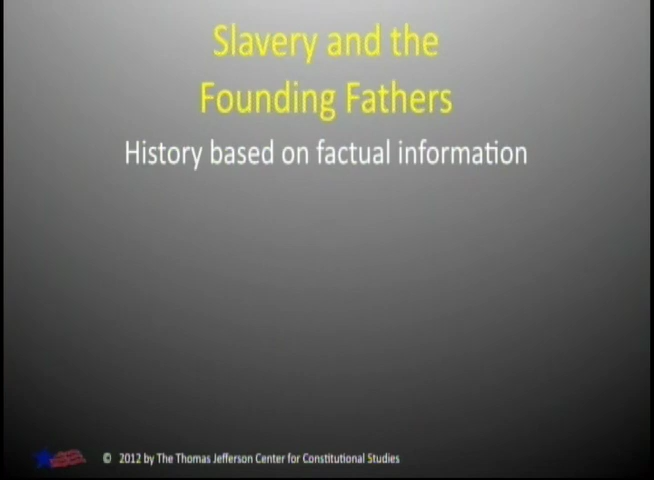 Slavery and the
Founding Fathers
History based on factual information
© 2012 by The Thomas Jefferson Center for Constitutional Studies